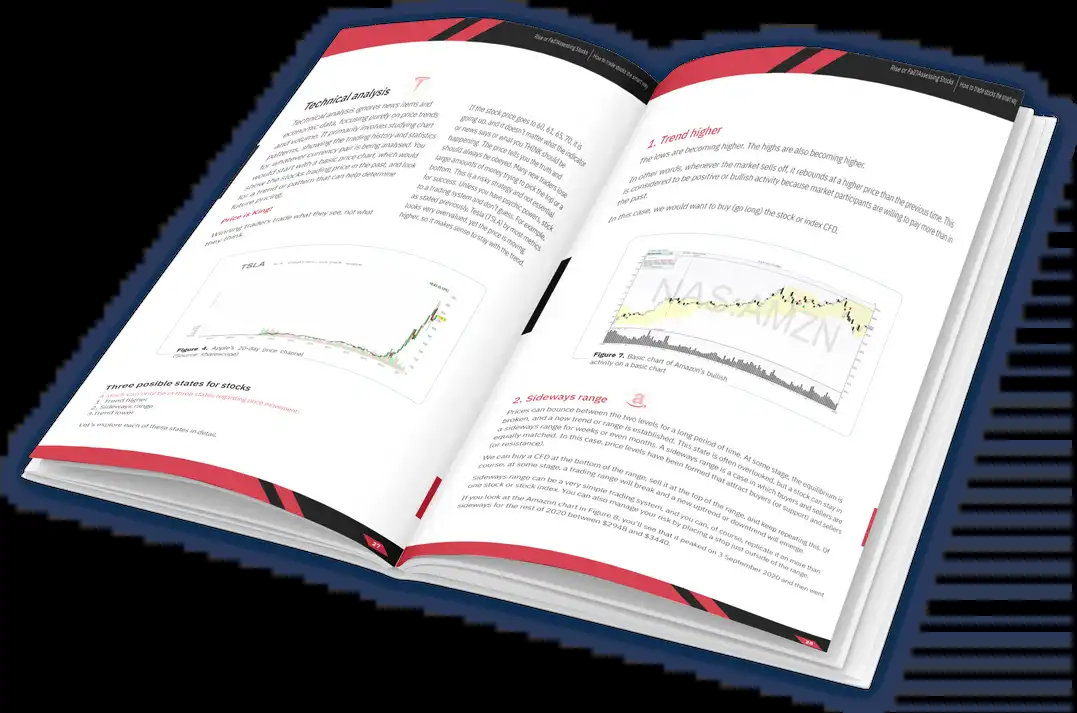 Rise or Fall?Assessing Stocks | How to trade stocks the smart way
Technical analysis
Technical analysis ignores news items and
economic data, focusing purely on price trends
and volume. It primarily involves studying chart
patterns, showing the trading history and statistics
for whatever currency pair is being analysed. You
would start with a basic price chart, which would
show the stocks trading price in the past, and look
for a trend or pattern that can help determine
future pricing.
Price is King!
Winning traders trade what they see, not what
they think.
If the stock price goes to 60, 61, 65, 70, it is
going up, and it doesn't matter what the indicator
or news says or what you THINK should be
happening. The price tells you the truth and
should always be obeyed. Many new traders lose
large amounts of money trying to pick the top or a
bottom. This is a risky strategy and not essential
for success. Unless you have psychic powers, stick
to a trading system and don't guess. For example,
as stated previously, Tesla (TSLA) by most metrics
looks very overvalued, yet the price is moving
higher, so it makes sense to stay with the trend.
TSLA
Figure 4. Apple's 20-day price channel
(Source: sharescope)
Three posible states for stocks
A stock can only be in three states regarding price movement:
1. Trend higher
2. Sideways range
3.Trend lower
Let's explore each of these states in detail.
27
Rise or Fall?Assessing Stocks | How to trade stocks the smart way
1. Trend higher
The lows are becoming higher. The highs are also becoming higher.
In other words, whenever the market sells off, it rebounds at a higher price than the previous time. This
is considered to be positive or bullish activity because market participants are willing to pay more than in
the past.
In this case, we would want to buy (go long) the stock or index CFD.
NAS:AMZN
Figure 7. Basic chart of Amazon's bullish
activity on a basic chart
2. Sideways range
Prices can bounce between the two levels for a long period of time. At some stage, the equilibrium is
broken, and a new trend or range is established. This state is often overlooked, but a stock can stay in
a sideways range for weeks or even months. A sideways range is a case in which buyers and sellers are
equally matched. In this case, price levels have been formed that attract buyers (or support) and sellers
(or resistance).
We can buy a CFD at the bottom of the range, sell it at the top of the range, and keep repeating this. Of
course, at some stage, a trading range will break and a new uptrend or downtrend will emerge.
Sideways range can be a very simple trading system, and you can, of course, replicate it on more than
one stock or stock index. You can also manage your risk by placing a stop just outside of the range.
If you look at the Amazon chart in Figure 8, you'll see that it peaked on 3 September 2020 and then went
sideways for the rest of 2020 between $2948 and $3440.